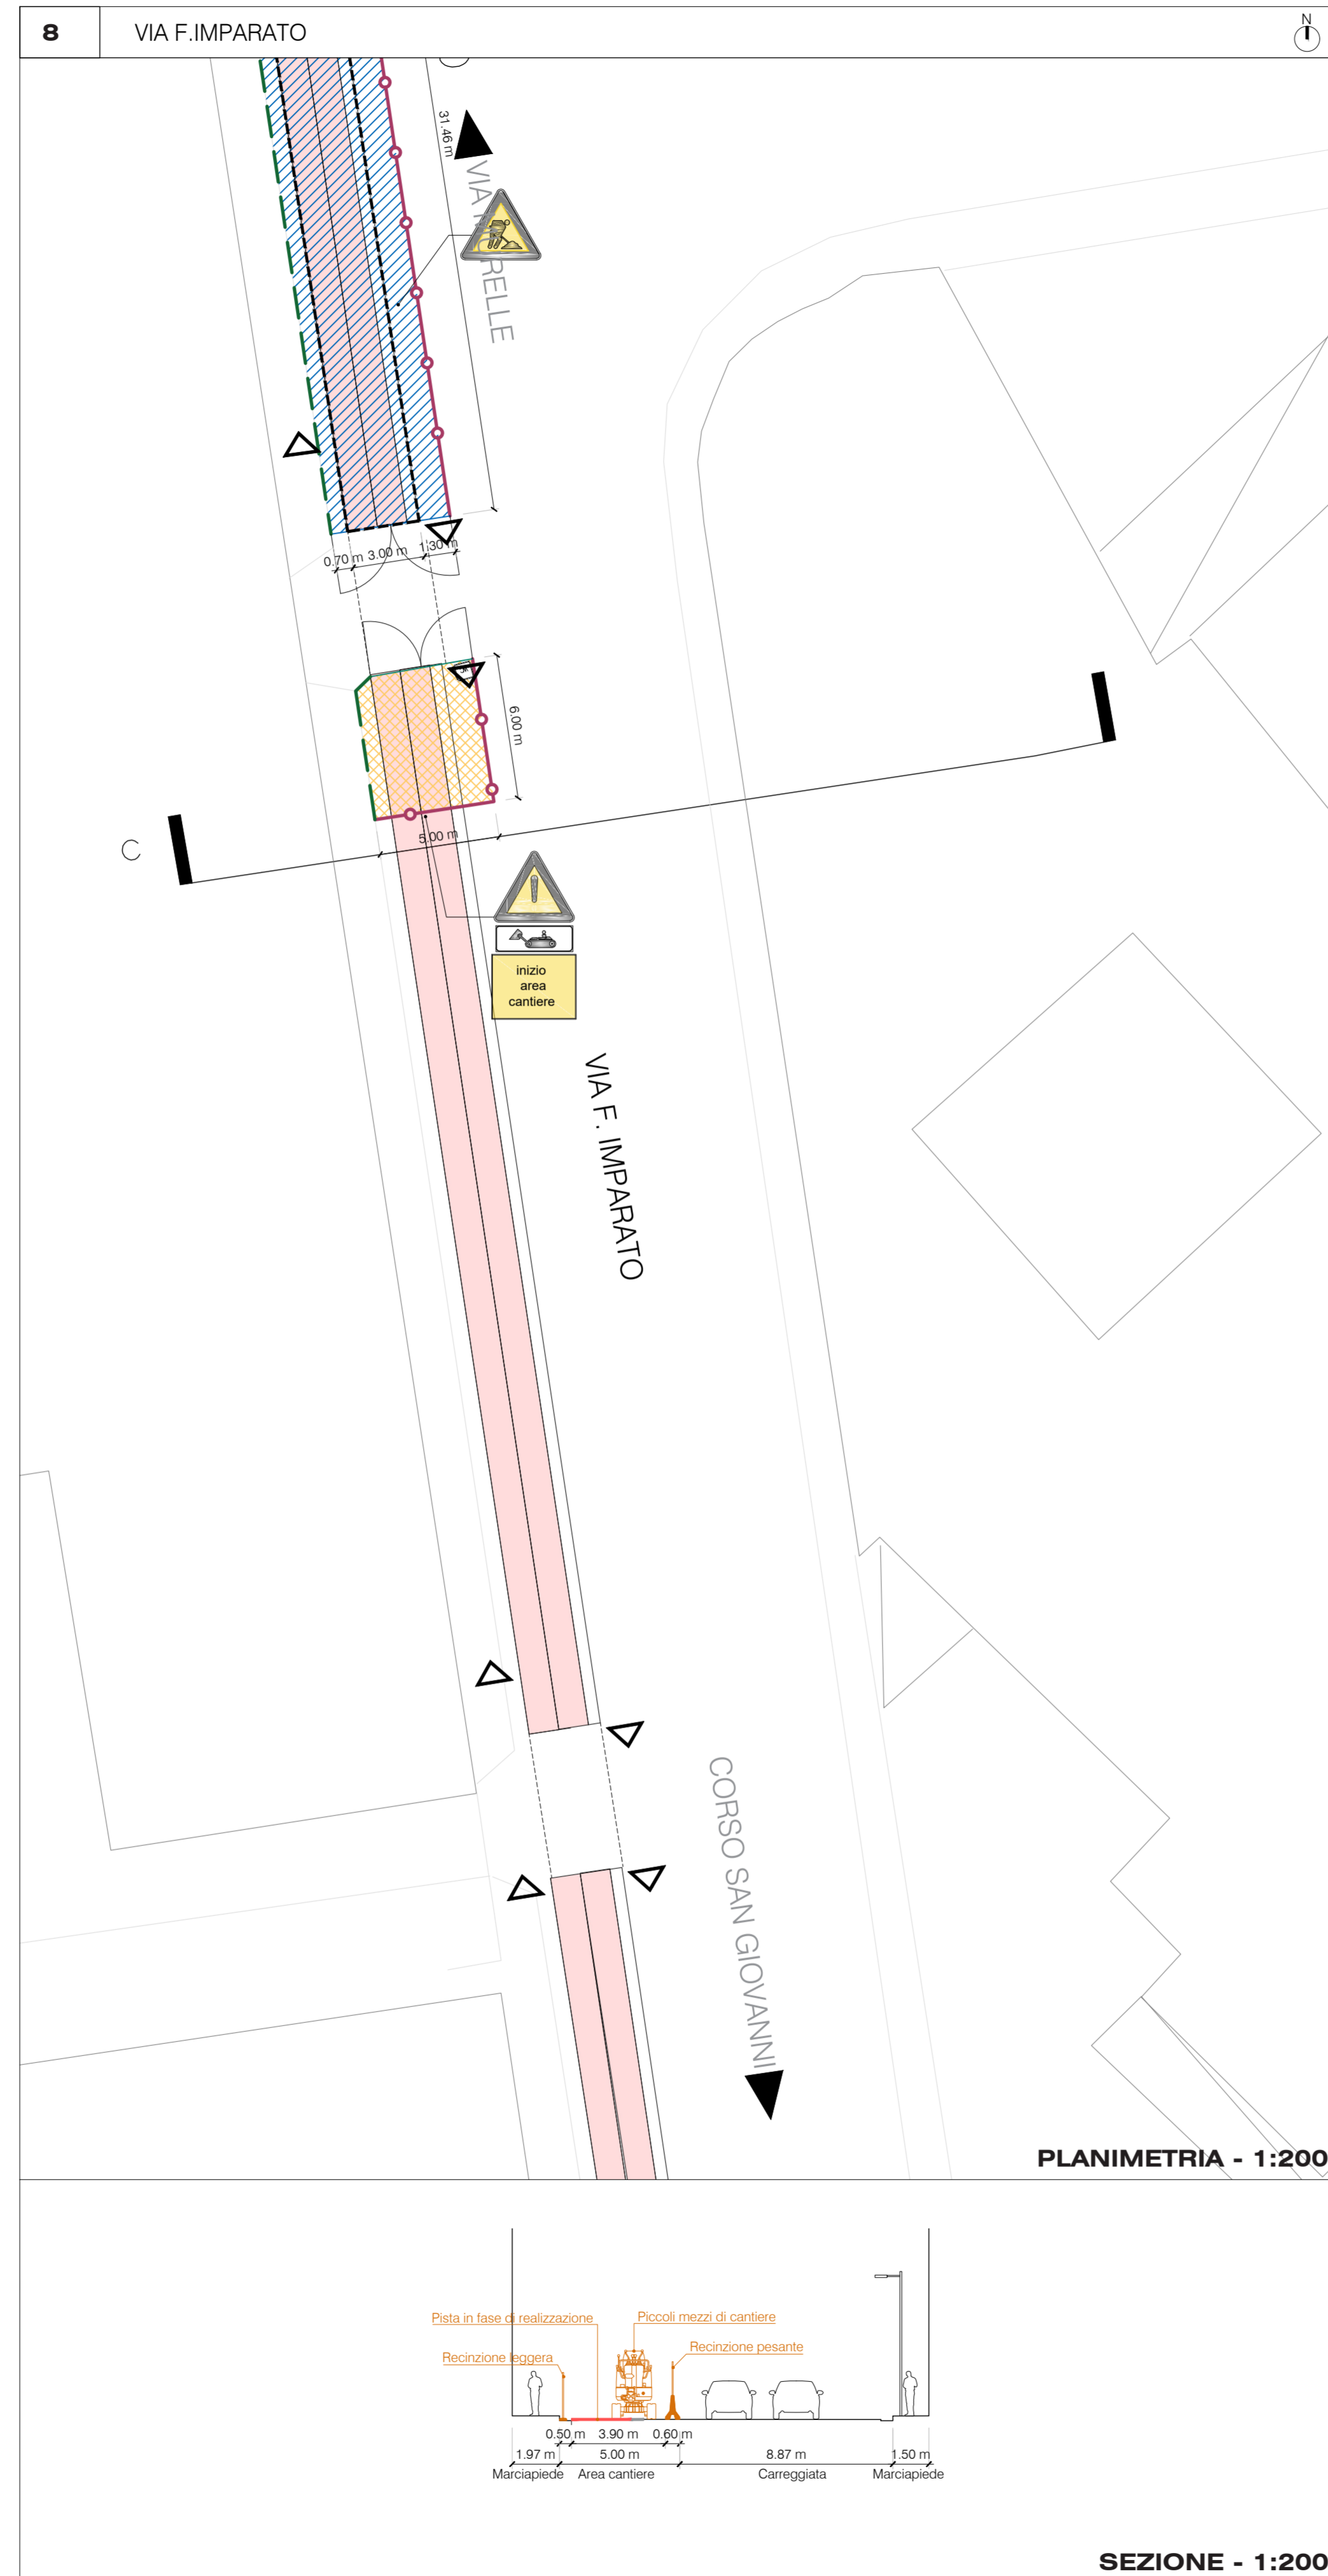 8
VIA F.IMPARATO
N
31.46 m
0.70 m
3.00 m
1.30 m
6.00 m
C
5.00 m
inizio
area
cantiere
VIA F. IMPARATO
CORSO SAN GIOVANNI
PLANIMETRIA - 1:200
Pista in fase di realizzazione
Piccoli mezzi di cantiere
Recinzione leggera
Recinzione pesante
0.50 m
3.90 m
0.60 m
1.97 m
5.00 m
8.87 m
1.50 m
Marciapiede
Area cantiere
Carreggiata
Marciapiede
SEZIONE - 1:200